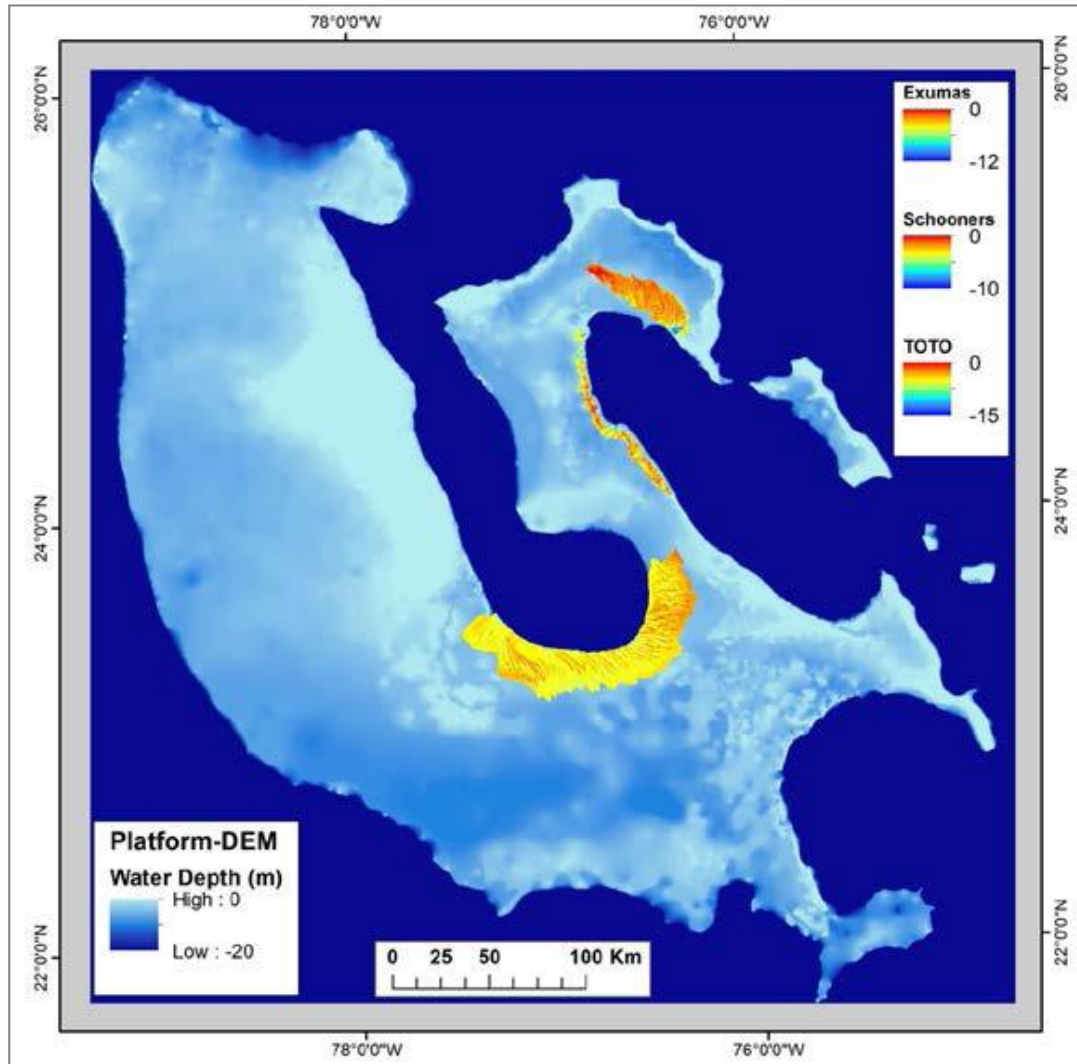 78°0'0"W
76°0'0"W
26°0'0"N
26°0'0"N
Exumas
0
-12
Schooners
0
-10
TOTO
0
-15
24°0'0"N
24°0'0"N
Platform-DEM
Water Depth (m)
High : 0
Low : -20
0 25 50 100 Km
22°0'0"N
22°0'0"N
78°0'0"W
76°0'0"W